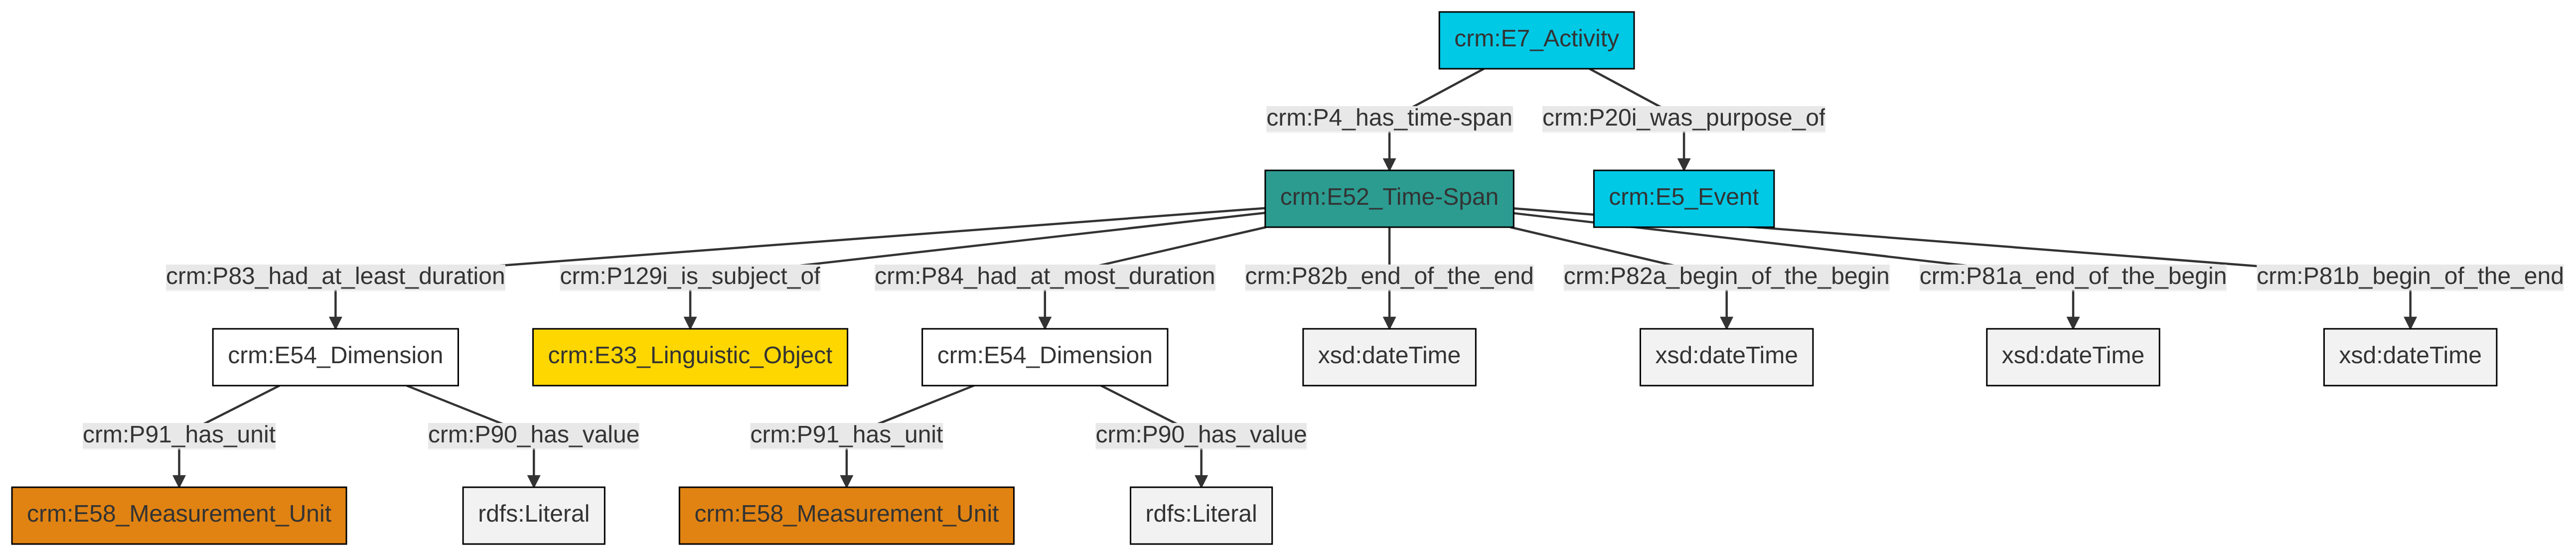 crm:E7_Activity
crm:P4_has_time-span
crm:P20i_was_purpose_of
crm:E52_Time-Span
crm:E5_Event
crm:P83_had_at_least_duration
crm:P129i_is_subject_of
crm:P84_had_at_most_duration
crm:P82b_end_of_the_end
crm:P82a_begin_of_the_begin
crm:P81a_end_of_the_begin
crm:P81b_begin_of_the_end
crm:E54_Dimension
crm:E33_Linguistic_Object
crm:E54_Dimension
xsd:dateTime
xsd:dateTime
xsd:dateTime
xsd:dateTime
crm:P91_has_unit
crm:P90_has_value
crm:P91_has_unit
crm:P90_has_value
crm:E58_Measurement_Unit
rdfs:Literal
crm:E58_Measurement_Unit
rdfs:Literal